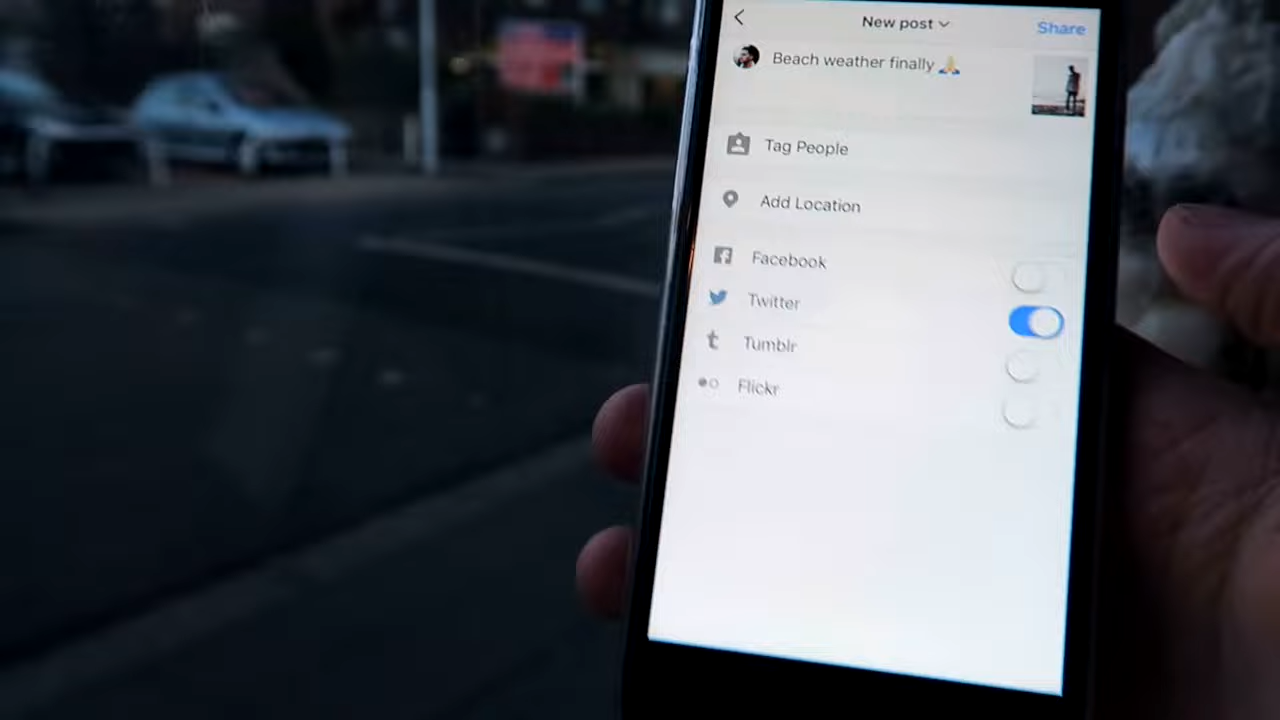 New post
Share
Beach weather finally 🙏
Tag People
Add Location
Facebook
Twitter
Tumblr
Flickr